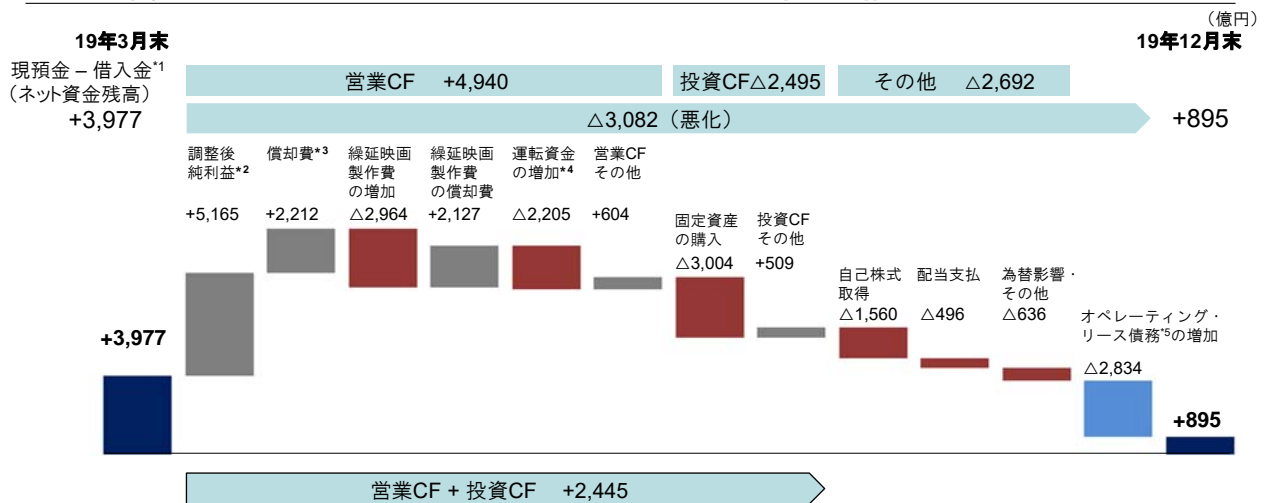 （億円）
19年3月末
19年12月末
現預金 – 借入金*1
（ネット資金残高）
+3,977
営業CF +4,940
投資CF△2,495
その他 △2,692
△3,082（悪化）
+895
調整後
純利益*2
+5,165
償却費*3
+2,212
繰延映画
製作費
の増加
△2,964
繰延映画
製作費
の償却費
+2,127
運転資金
の増加*4
△2,205
営業CF
その他
+604
固定資産
の購入
△3,004
投資CF
その他
+509
自己株式
取得
△1,560
配当支払
△496
為替影響・
その他
△636
オペレーティング・
リース債務*5の増加
△2,834
+3,977
+895
営業CF + 投資CF +2,445